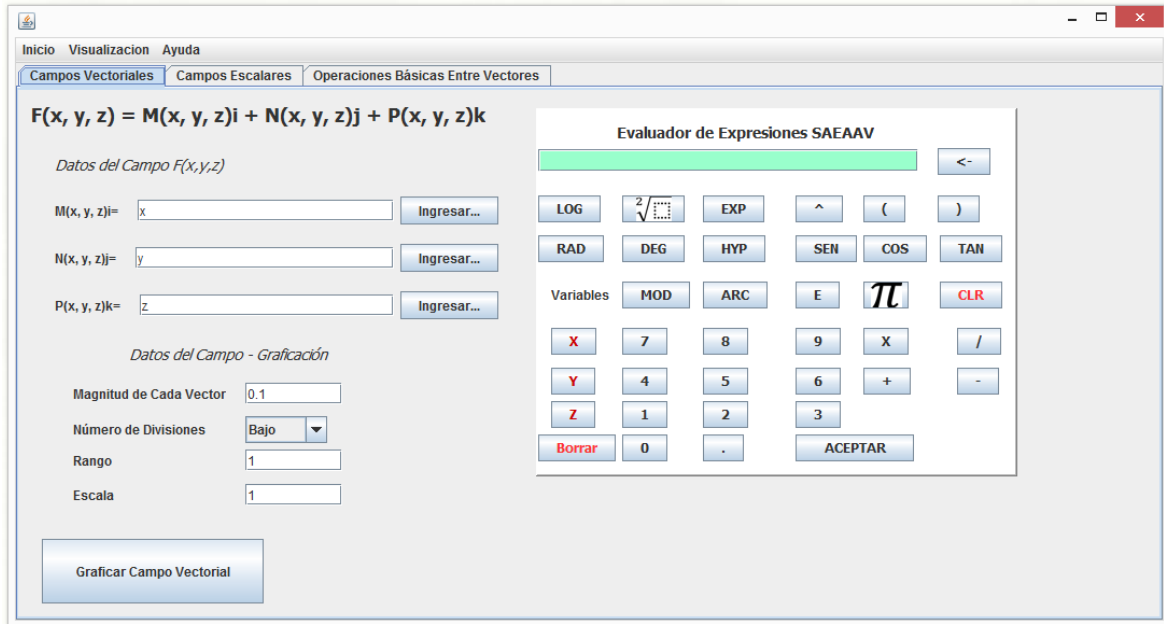 Inicio Visualizacion Ayuda
Campos Vectoriales Campos Escalares Operaciones Básicas Entre Vectores
F(x, y, z) = M(x, y, z)i + N(x, y, z)j + P(x, y, z)k
Datos del Campo F(x,y,z)
M(x, y, z)i= x Ingresar...
N(x, y, z)j= y Ingresar...
P(x, y, z)k= z Ingresar...
Datos del Campo - Graficación
Magnitud de Cada Vector 0.1
Número de Divisiones Bajo
Rango 1
Escala 1
Graficar Campo Vectorial
Evaluador de Expresiones SAEAAV
<-
LOG 2√ EXP ^ ( )
RAD DEG HYP SEN COS TAN
Variables MOD ARC E π CLR
X 7 8 9 X /
Y 4 5 6 + -
Z 1 2 3
Borrar 0 . ACEPTAR